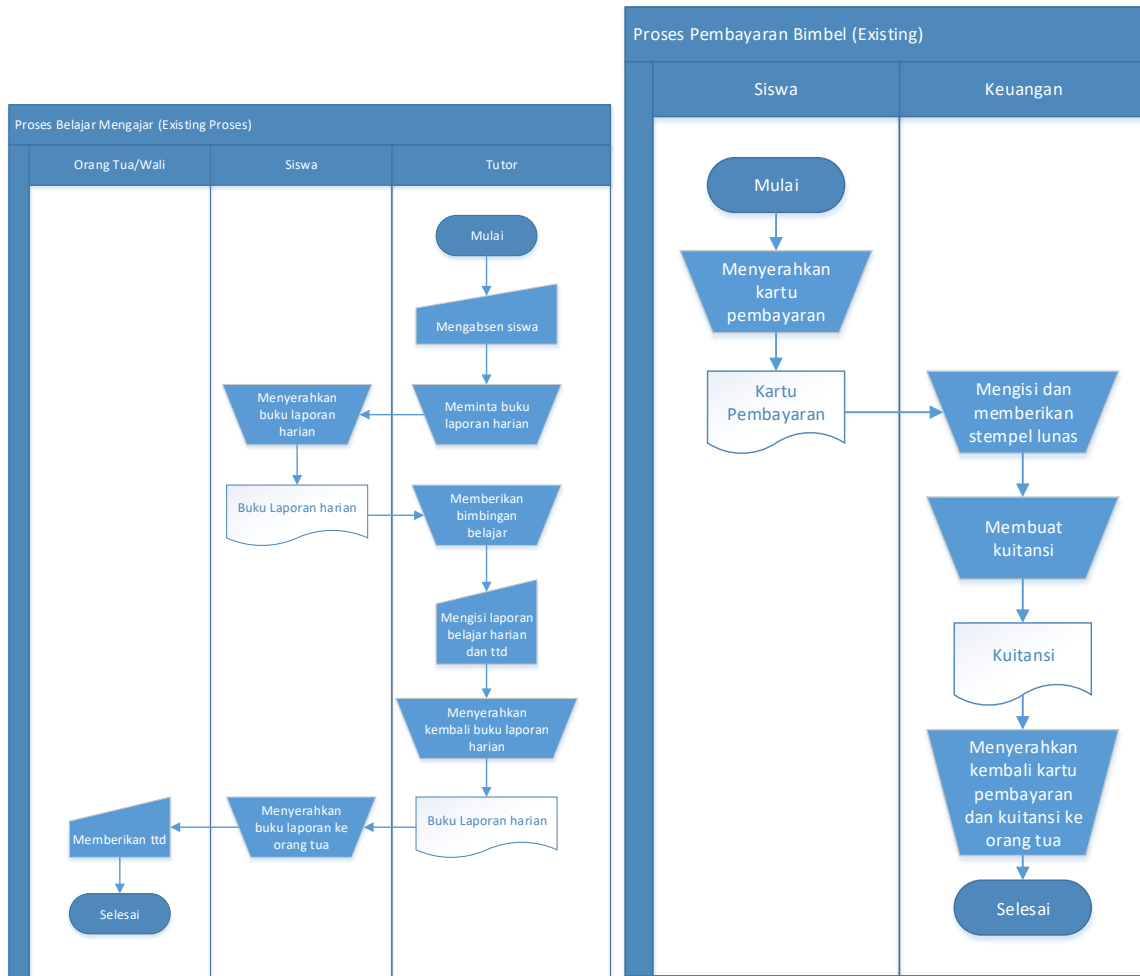 Proses Belajar Mengajar (Existing Proses)
Orang Tua/Wali
Siswa
Tutor
Mulai
Mengabsen siswa
Meminta buku
laporan harian
Menyerahkan
buku laporan
harian
Buku Laporan harian
Memberikan
bimbingan
belajar
Mengisi laporan
belajar harian
dan ttd
Menyerahkan
kembali buku laporan
harian
Buku Laporan harian
Menyerahkan
buku laporan ke
orang tua
Memberikan ttd
Selesai
Proses Pembayaran Bimbel (Existing)
Siswa
Keuangan
Mulai
Menyerahkan
kartu
pembayaran
Kartu
Pembayaran
Mengisi dan
memberikan
stempel lunas
Membuat
kuitansi
Kuitansi
Menyerahkan
kembali kartu
pembayaran
dan kuitansi ke
orang tua
Selesai